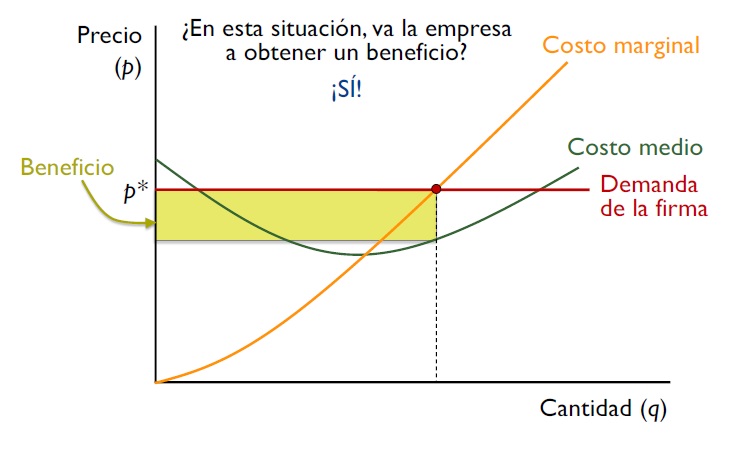 Precio
(p)
¿En esta situación, va la empresa
a obtener un beneficio?
¡SÍ!
Costo marginal
Costo medio
Beneficio
p*
Demanda
de la firma
Cantidad (q)